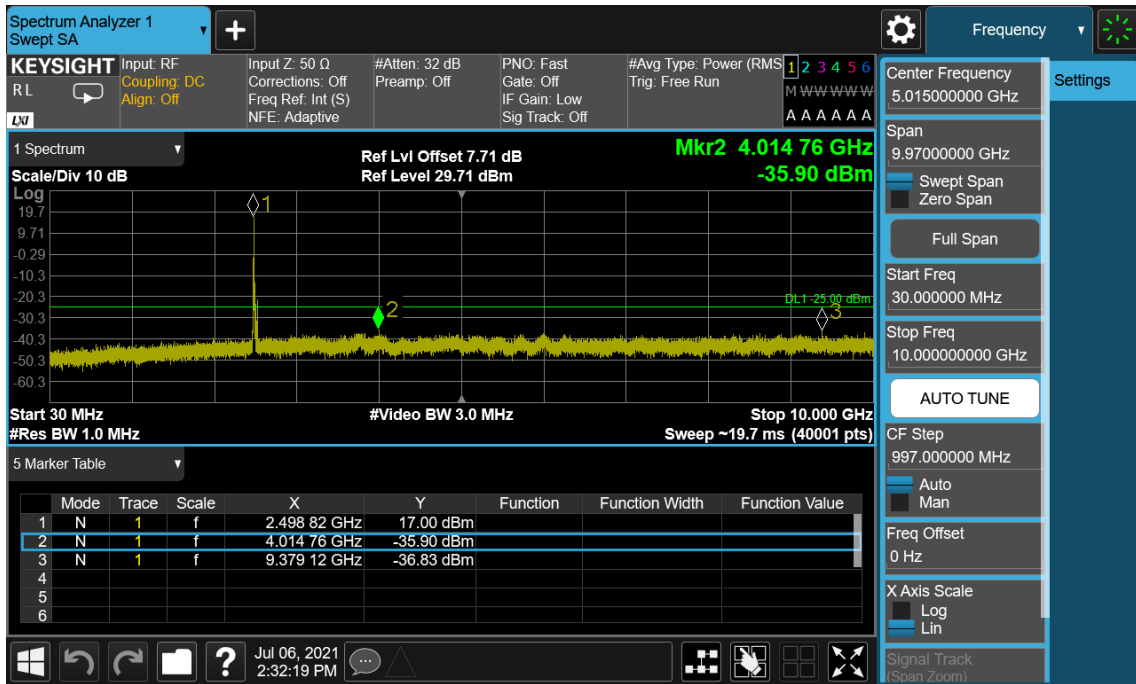 Spectrum Analyzer 1
Swept SA
+
Frequency
KEYSIGHT
RL
LXI
Input: RF
Coupling: DC
Align: Off
Input Z: 50 Ω
Corrections: Off
Freq Ref: Int (S)
NFE: Adaptive
#Atten: 32 dB
Preamp: Off
PNO: Fast
Gate: Off
IF Gain: Low
Sig Track: Off
#Avg Type: Power (RMS
Trig: Free Run
1 2 3 4 5 6
M W W W W W
A A A A A A
Center Frequency
5.015000000 GHz
Settings
Span
9.97000000 GHz
Swept Span
Zero Span
Full Span
Start Freq
30.000000 MHz
Stop Freq
10.000000000 GHz
AUTO TUNE
CF Step
997.000000 MHz
Auto
Man
Freq Offset
0 Hz
X Axis Scale
Log
Lin
Signal Track
(Span Zoom)
1 Spectrum
Scale/Div 10 dB
Ref Lvl Offset 7.71 dB
Ref Level 29.71 dBm
Mkr2 4.014 76 GHz
-35.90 dBm
Log
19.7
9.71
-0.29
-10.3
-20.3
-30.3
-40.3
-50.3
-60.3
1
2
3
DL1 -25.00 dBm
Start 30 MHz
#Video BW 3.0 MHz
Stop 10.000 GHz
#Res BW 1.0 MHz
Sweep ~19.7 ms (40001 pts)
5 Marker Table
Mode Trace Scale X Y Function Function Width Function Value
1 N 1 f 2.498 82 GHz 17.00 dBm
2 N 1 f 4.014 76 GHz -35.90 dBm
3 N 1 f 9.379 12 GHz -36.83 dBm
4
5
6
?
Jul 06, 2021
2:32:19 PM